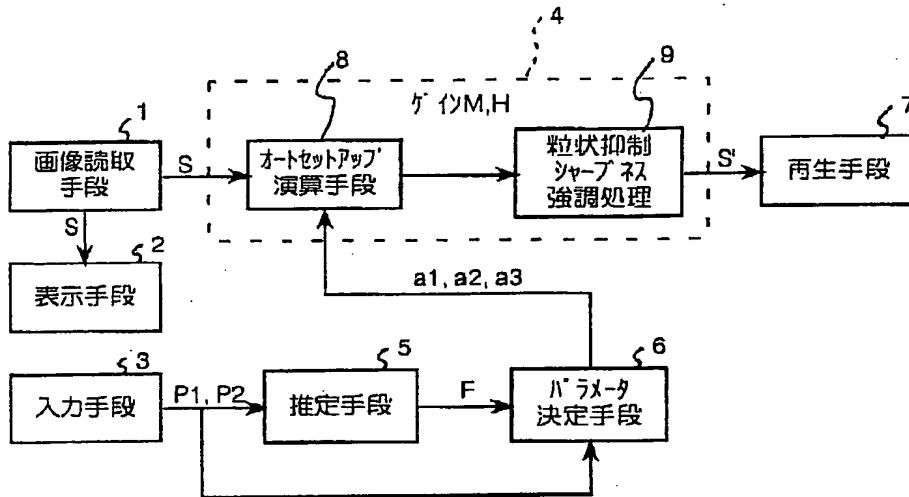 4
8
9
ゲインM,H
1
7
画像読取
手段
S
オートセットアップ
演算手段
粒状抑制
シャープネス
強調処理
S'
再生手段
S
2
表示手段
a1, a2, a3
3
5
6
入力手段
P1, P2
推定手段
F
パラメータ
決定手段